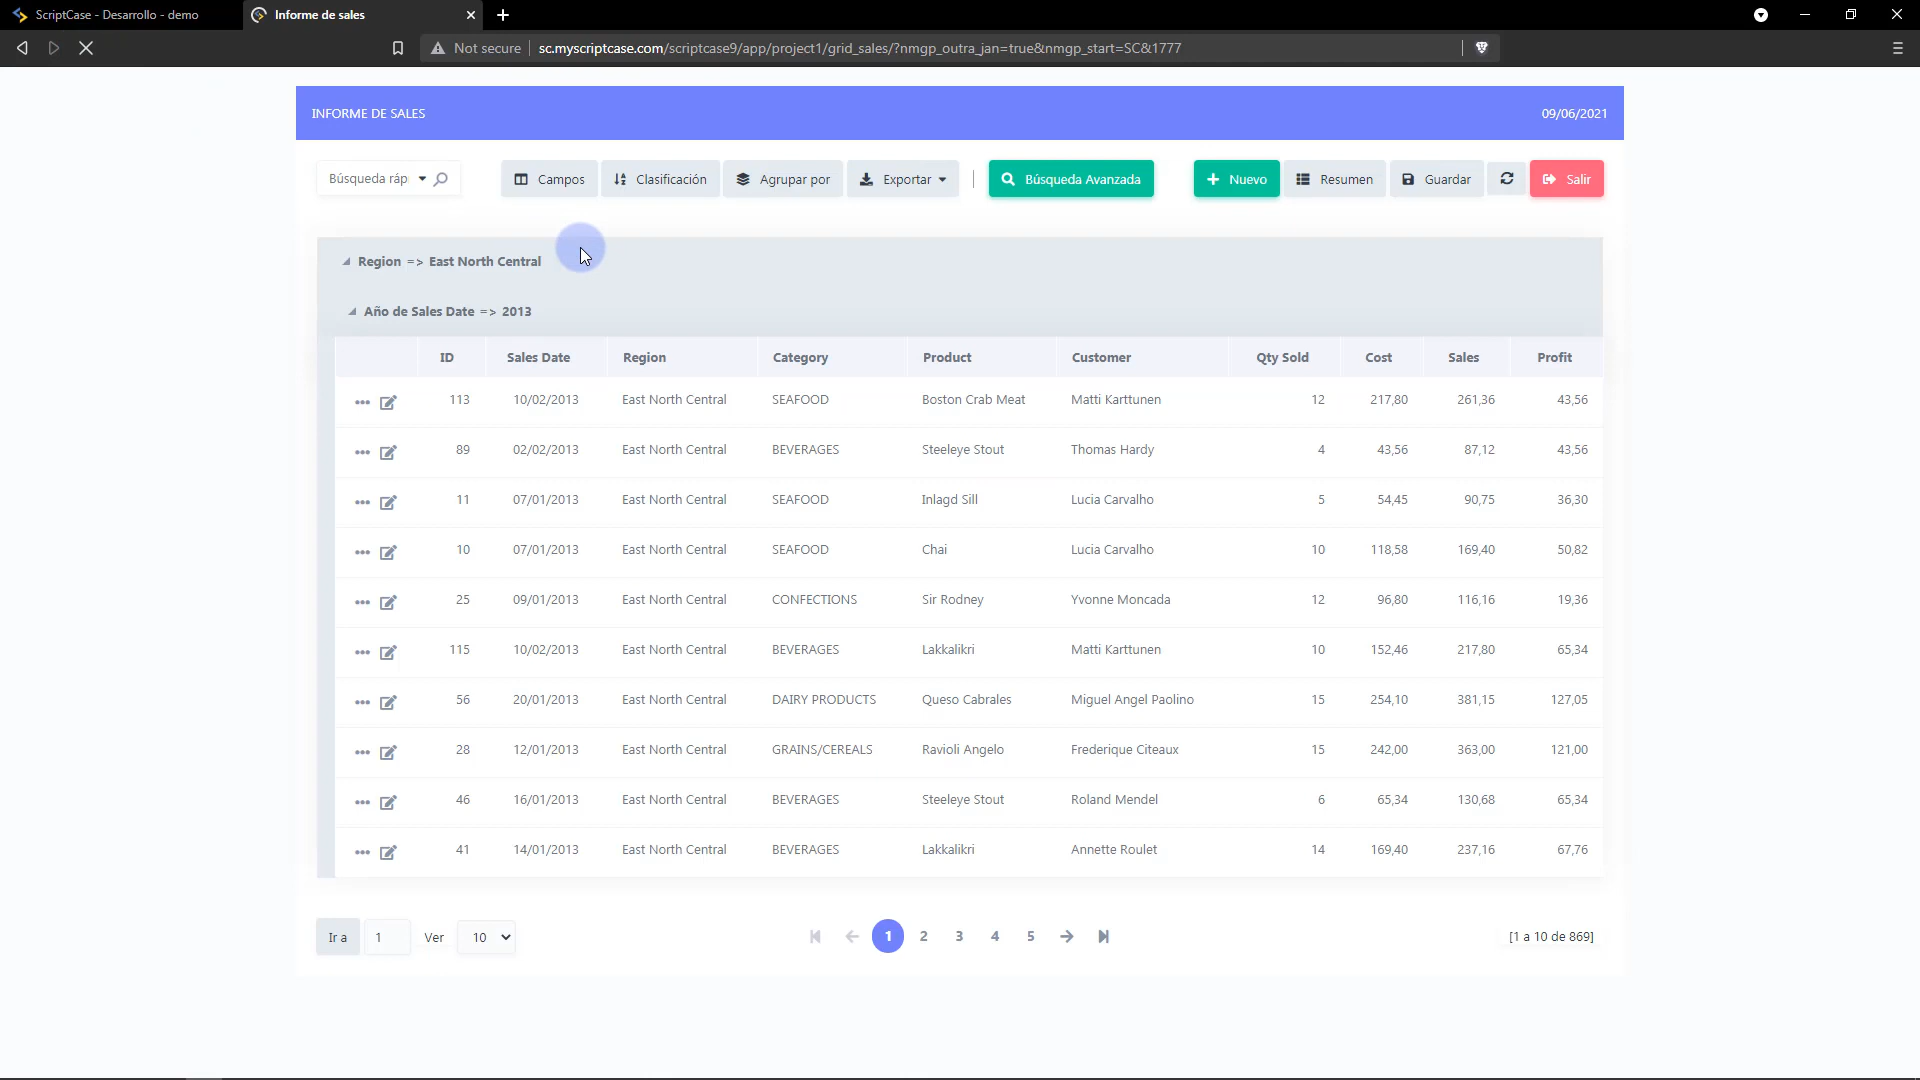 ScriptCase - Desarrollo - demo
Informe de sales
Not secure
sc.myscriptcase.com/scriptcase9/app/project1/grid_sales/?nmgp_outra_jan=true&nmgp_start=SC&1777
INFORME DE SALES
09/06/2021
Búsqueda ráp
Campos
Clasificación
Agrupar por
Exportar
Búsqueda Avanzada
Nuevo
Resumen
Guardar
Salir
Region => East North Central
Año de Sales Date => 2013
ID Sales Date Region Category Product Customer Qty Sold Cost Sales Profit
113 10/02/2013 East North Central SEAFOOD Boston Crab Meat Matti Karttunen 12 217,80 261,36 43,56
89 02/02/2013 East North Central BEVERAGES Steeleye Stout Thomas Hardy 4 43,56 87,12 43,56
11 07/01/2013 East North Central SEAFOOD Inlagd Sill Lucia Carvalho 5 54,45 90,75 36,30
10 07/01/2013 East North Central SEAFOOD Chai Lucia Carvalho 10 118,58 169,40 50,82
25 09/01/2013 East North Central CONFECTIONS Sir Rodney Yvonne Moncada 12 96,80 116,16 19,36
115 10/02/2013 East North Central BEVERAGES Lakkalikri Matti Karttunen 10 152,46 217,80 65,34
56 20/01/2013 East North Central DAIRY PRODUCTS Queso Cabrales Miguel Angel Paolino 15 254,10 381,15 127,05
28 12/01/2013 East North Central GRAINS/CEREALS Ravioli Angelo Frederique Citeaux 15 242,00 363,00 121,00
46 16/01/2013 East North Central BEVERAGES Steeleye Stout Roland Mendel 6 65,34 130,68 65,34
41 14/01/2013 East North Central BEVERAGES Lakkalikri Annette Roulet 14 169,40 237,16 67,76
Ir a 1 Ver 10
1 2 3 4 5
[1 a 10 de 869]